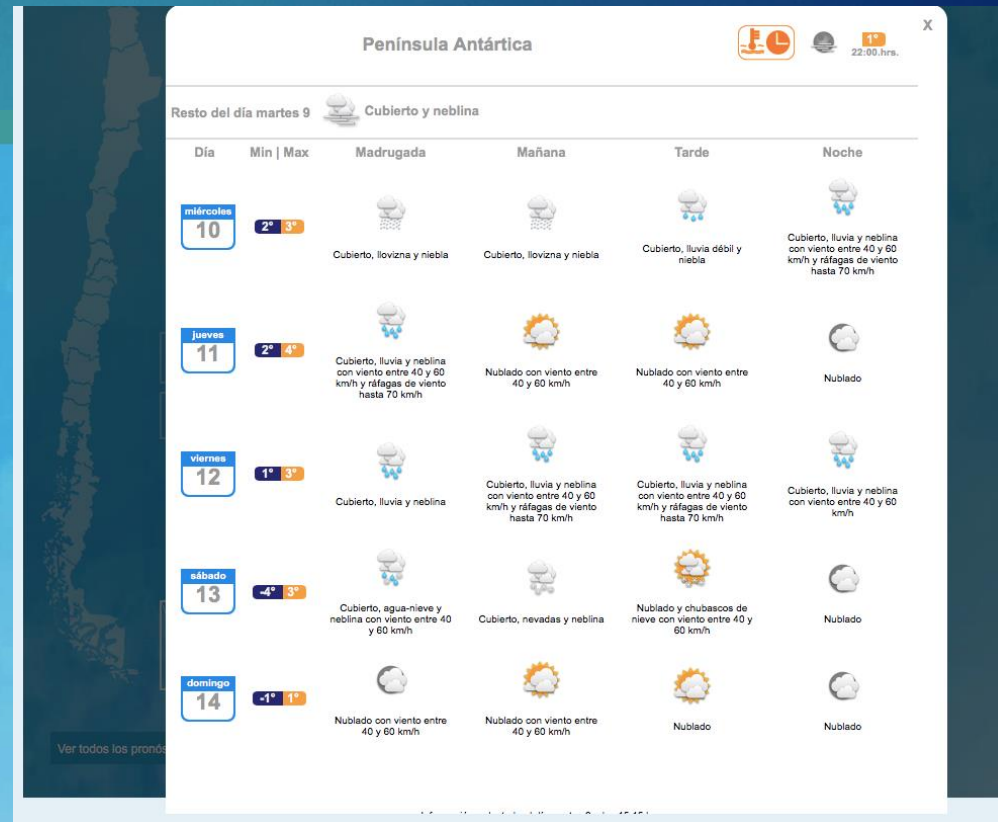 X
Península Antártica
1°
22:00.hrs.
Resto del día martes 9
Cubierto y neblina
Día
Min | Max
Madrugada
Mañana
Tarde
Noche
miércoles
10
2° 3°
Cubierto, llovizna y niebla
Cubierto, llovizna y niebla
Cubierto, lluvia débil y
niebla
Cubierto, lluvia y neblina
con viento entre 40 y 60
km/h y ráfagas de viento
hasta 70 km/h
jueves
11
2° 4°
Cubierto, lluvia y neblina
con viento entre 40 y 60
km/h y ráfagas de viento
hasta 70 km/h
Nublado con viento entre
40 y 60 km/h
Nublado con viento entre
40 y 60 km/h
Nublado
viernes
12
1° 3°
Cubierto, lluvia y neblina
Cubierto, lluvia y neblina
con viento entre 40 y 60
km/h y ráfagas de viento
hasta 70 km/h
Cubierto, lluvia y neblina
con viento entre 40 y 60
km/h y ráfagas de viento
hasta 70 km/h
Cubierto, lluvia y neblina
con viento entre 40 y 60
km/h
sábado
13
-4° 3°
Cubierto, agua-nieve y
neblina con viento entre 40
y 60 km/h
Cubierto, nevadas y neblina
Nublado y chubascos de
nieve con viento entre 40 y
60 km/h
Nublado
domingo
14
-1° 1°
Nublado con viento entre
40 y 60 km/h
Nublado con viento entre
40 y 60 km/h
Nublado
Nublado
Ver todos los pronós